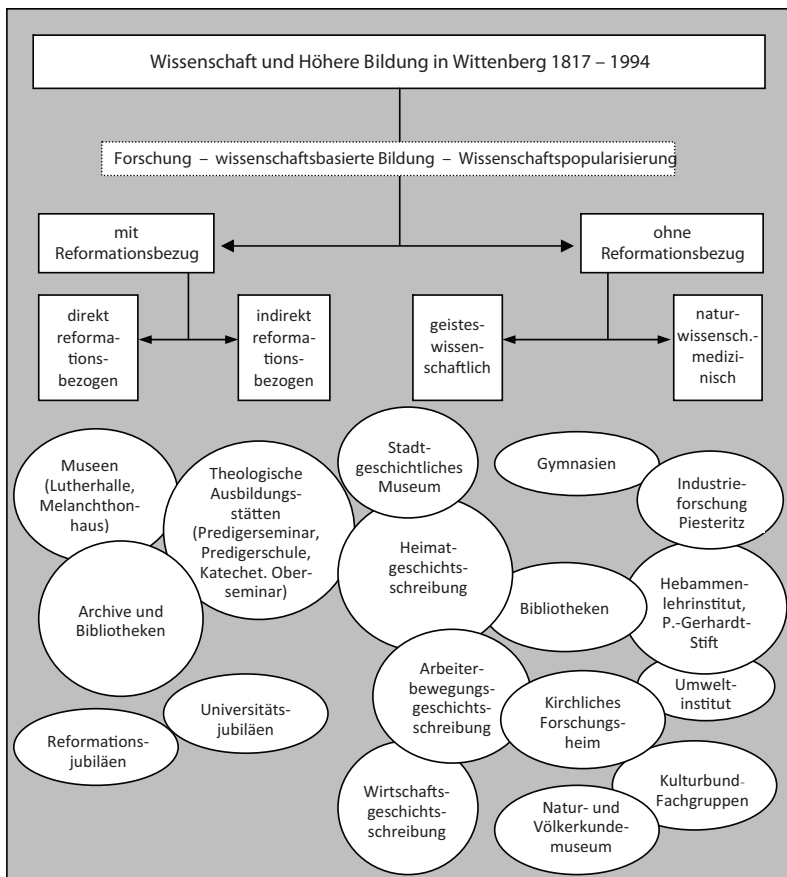 Wissenschaft und Höhere Bildung in Wittenberg 1817 – 1994
Forschung – wissenschaftsbasierte Bildung – Wissenschaftspopularisierung
mit
Reformationsbezug
ohne
Reformationsbezug
direkt
reforma-
tions-
bezogen
indirekt
reforma-
tions-
bezogen
geistes-
wissen-
schaftlich
natur-
wissensch.-
medizi-
nisch
Museen
(Lutherhalle,
Melanchthon-
haus)
Theologische
Ausbildungs-
stätten
(Predigerseminar,
Predigerschule,
Katechet. Ober-
seminar)
Archive und
Bibliotheken
Universitäts-
jubiläen
Reformations-
jubiläen
Stadt-
geschichtliches
Museum
Heimat-
geschichts-
schreibung
Arbeiter-
bewegungs-
geschichts-
schreibung
Wirtschafts-
geschichts-
schreibung
Gymnasien
Industrie-
forschung
Piesteritz
Bibliotheken
Hebammen-
lehrinstitut,
P.-Gerhardt-
Stift
Umwelt-
institut
Kirchliches
Forschungs-
heim
Kulturbund-
Fachgruppen
Natur- und
Völkerkunde-
museum